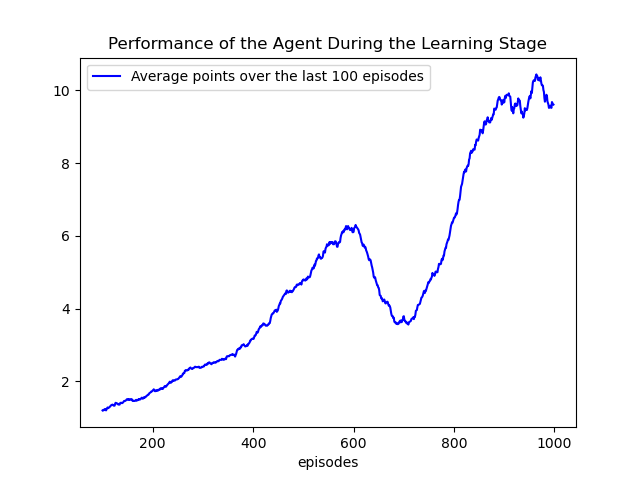 Performance of the Agent During the Learning Stage
Average points over the last 100 episodes
10
8
6
4
2
200 400 600 800 1000
episodes